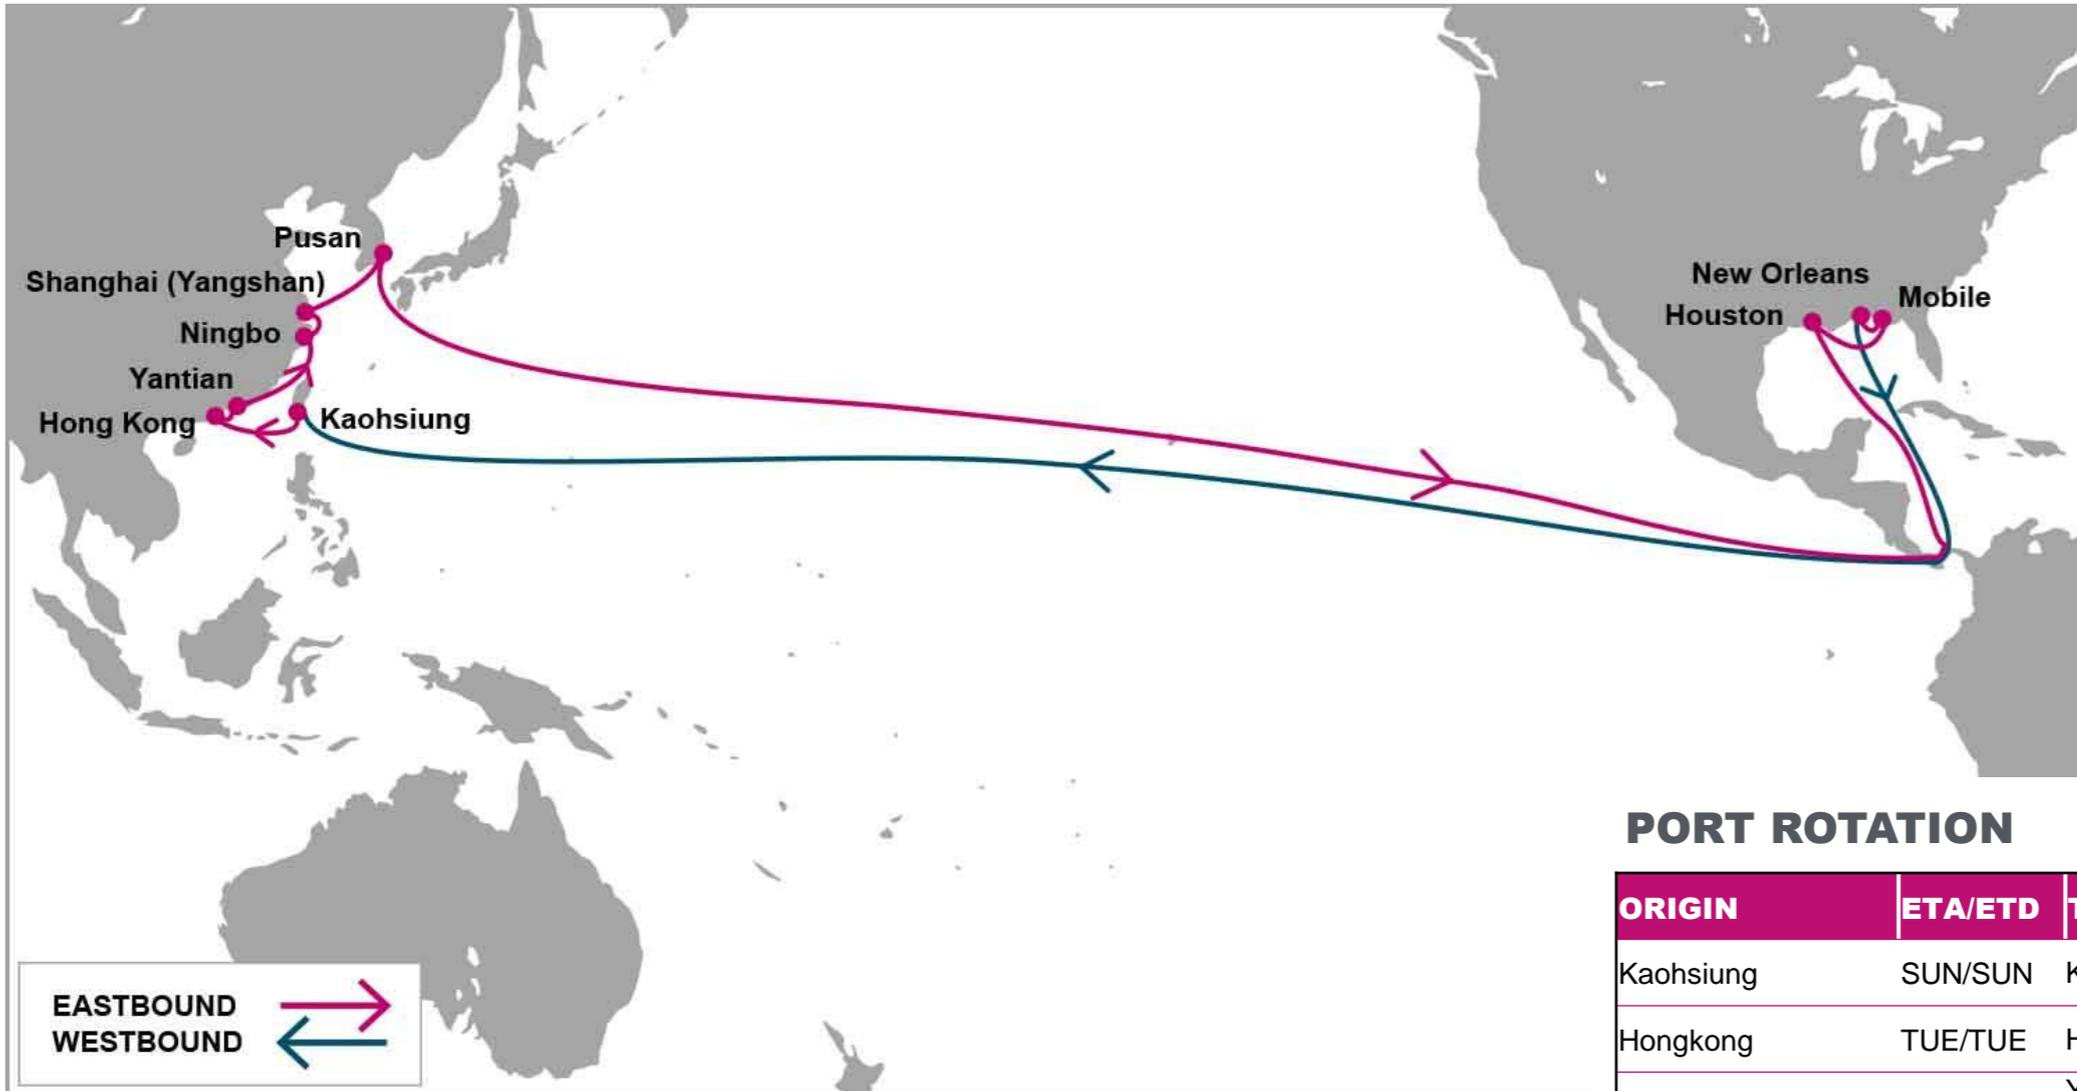 Pusan
Shanghai (Yangshan)
Ningbo
Yantian
Hong Kong
Kaohsiung
New Orleans
Mobile
Houston
PORT ROTATION
ORIGIN ETA/ETD T
Kaohsiung SUN/SUN K
Hongkong TUE/TUE H
EASTBOUND
WESTBOUND